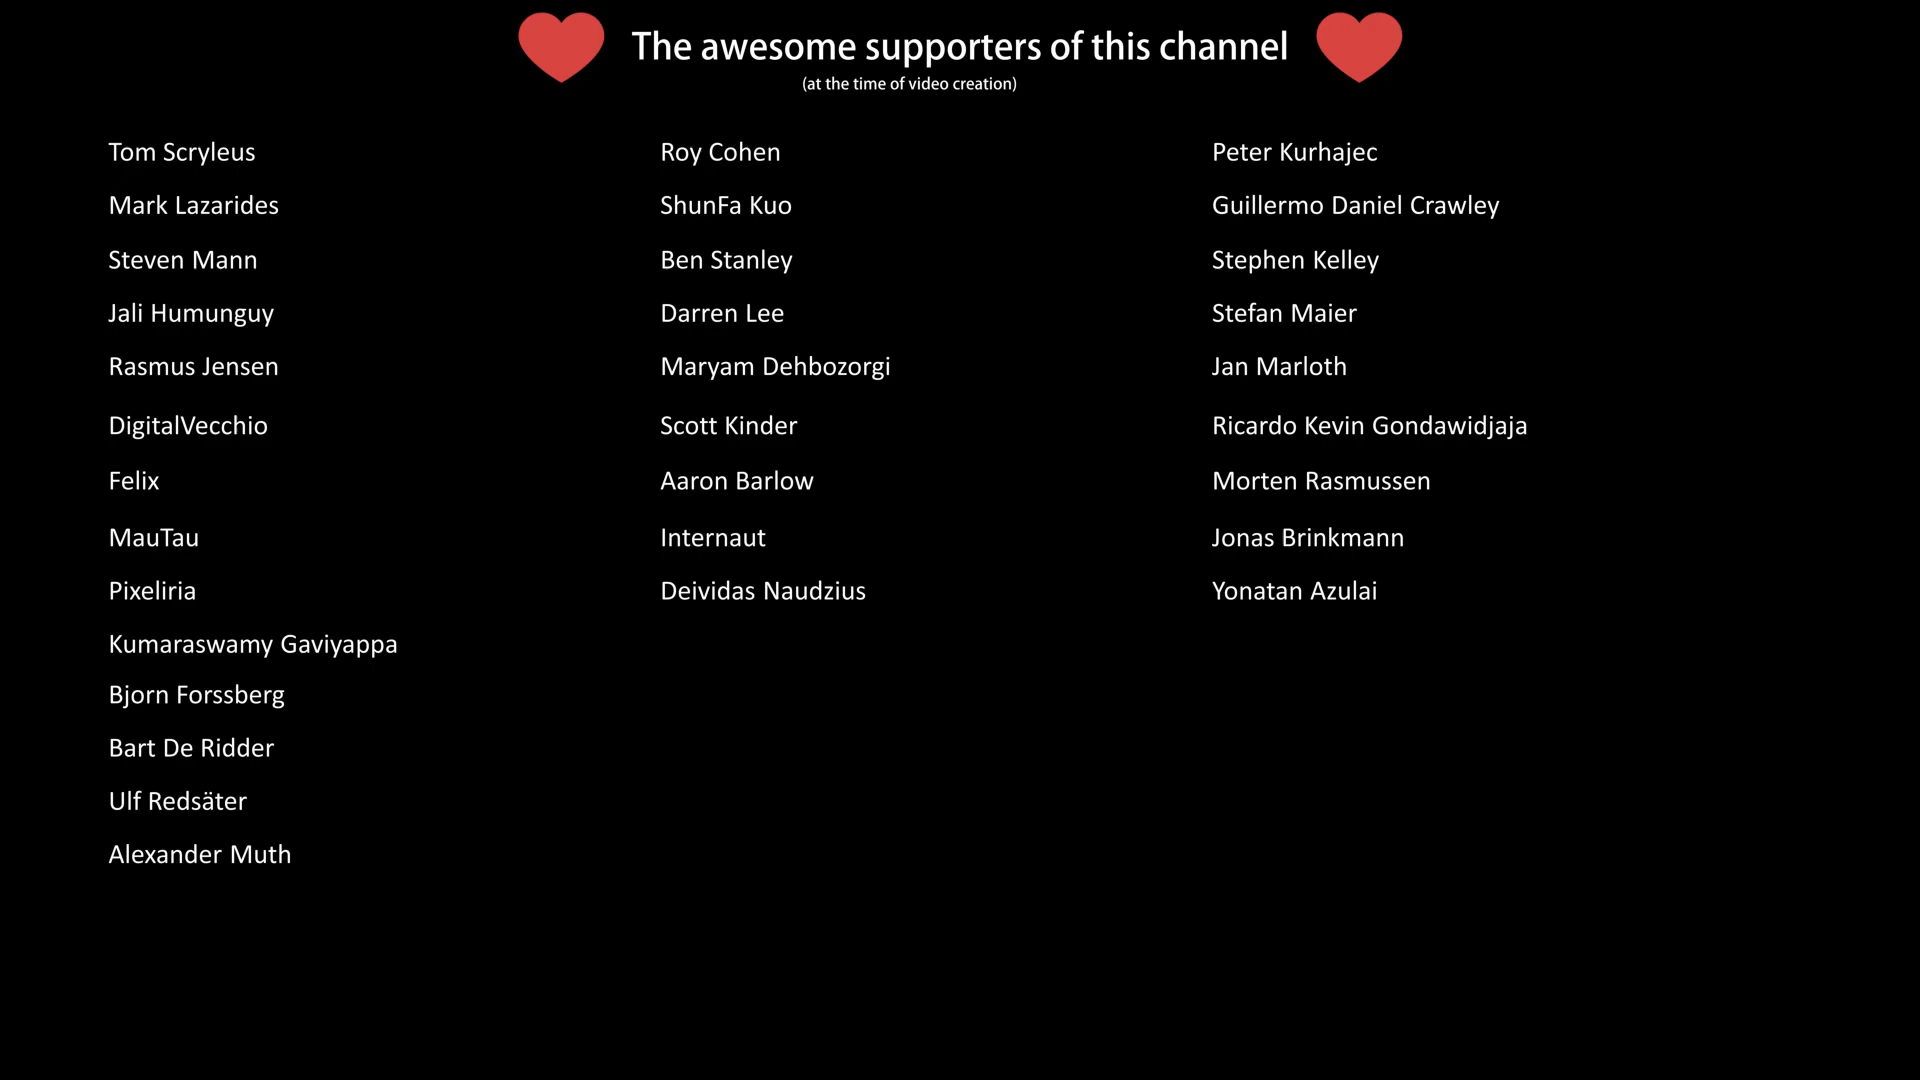 The awesome supporters of this channel
(at the time of video creation)
Tom Scryleus
Mark Lazarides
Steven Mann
Jali Humunguy
Rasmus Jensen
DigitalVecchio
Felix
MauTau
Pixeliria
Kumaraswamy Gaviyappa
Bjorn Forssberg
Bart De Ridder
Ulf Redsäter
Alexander Muth
Roy Cohen
ShunFa Kuo
Ben Stanley
Darren Lee
Maryam Dehbozorgi
Scott Kinder
Aaron Barlow
Internaut
Deividas Naudzius
Peter Kurhajec
Guillermo Daniel Crawley
Stephen Kelley
Stefan Maier
Jan Marloth
Ricardo Kevin Gondawidjaja
Morten Rasmussen
Jonas Brinkmann
Yonatan Azulai